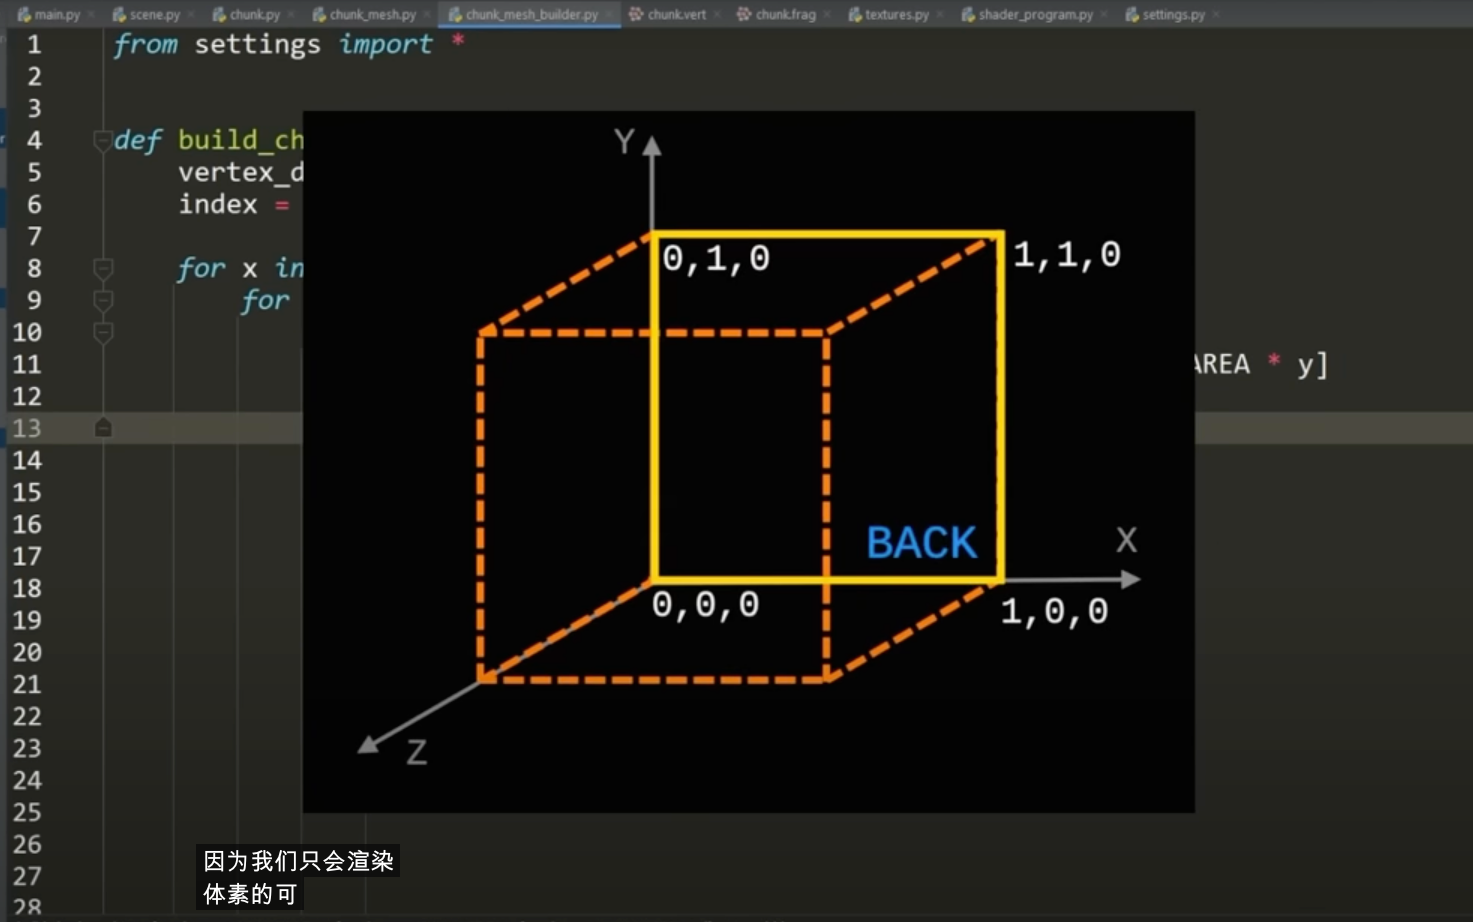 main.py scene.py chunk.py chunk_mesh.py chunk_mesh_builder.py chunk.vert chunk.frag textures.py shader_program.py settings.py
1 from settings import *
2
3
4 def build_ch
5 vertex_d
6 index =
7
8 for x in
9 for
10
11 AREA * y]
12
13
14
15
16
17
18
19
20
21
22
23
24
25
26
27
28
Y
0,1,0
1,1,0
BACK
X
0,0,0
1,0,0
Z
因为我们只会渲染
体素的可